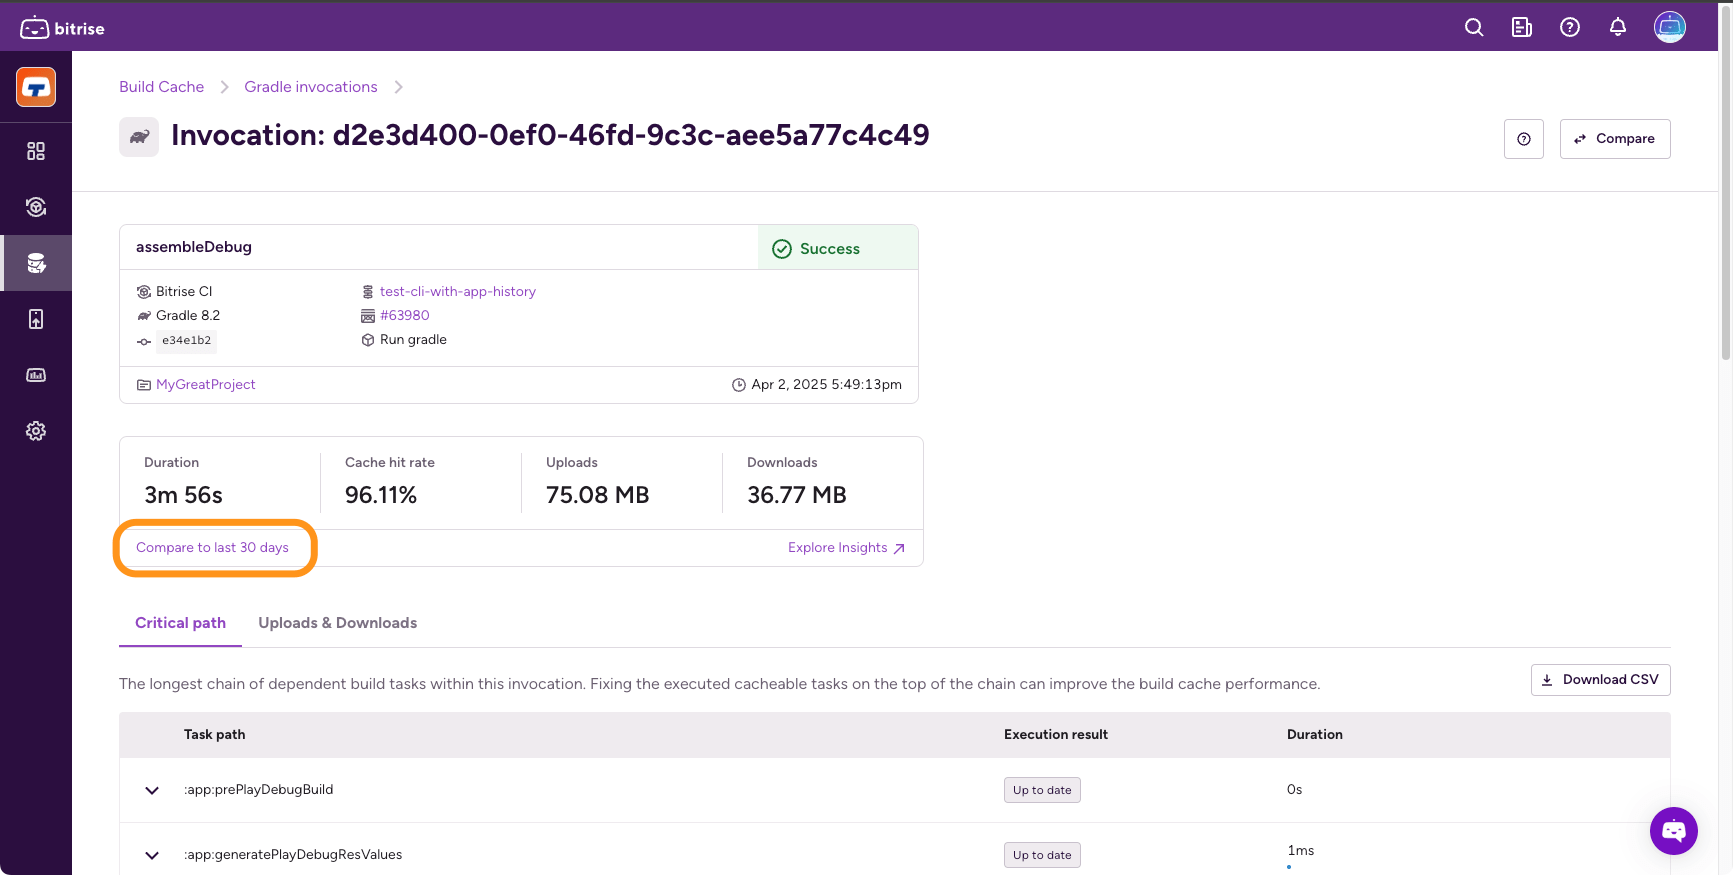 bitrise
Build Cache
Gradle invocations
Invocation: d2e3d400-0ef0-46fd-9c3c-aee5a77c4c49
Compare
assembleDebug
Success
Bitrise CI
test-cli-with-app-history
Gradle 8.2
#63980
e34e1b2
Run gradle
MyGreatProject
Apr 2, 2025 5:49:13pm
Duration
Cache hit rate
Uploads
Downloads
3m 56s
96.11%
75.08 MB
36.77 MB
Compare to last 30 days
Explore Insights
Critical path
Uploads & Downloads
The longest chain of dependent build tasks within this invocation. Fixing the executed cacheable tasks on the top of the chain can improve the build cache performance.
Download CSV
Task path
Execution result
Duration
:app:prePlayDebugBuild
Up to date
0s
:app:generatePlayDebugResValues
Up to date
1ms